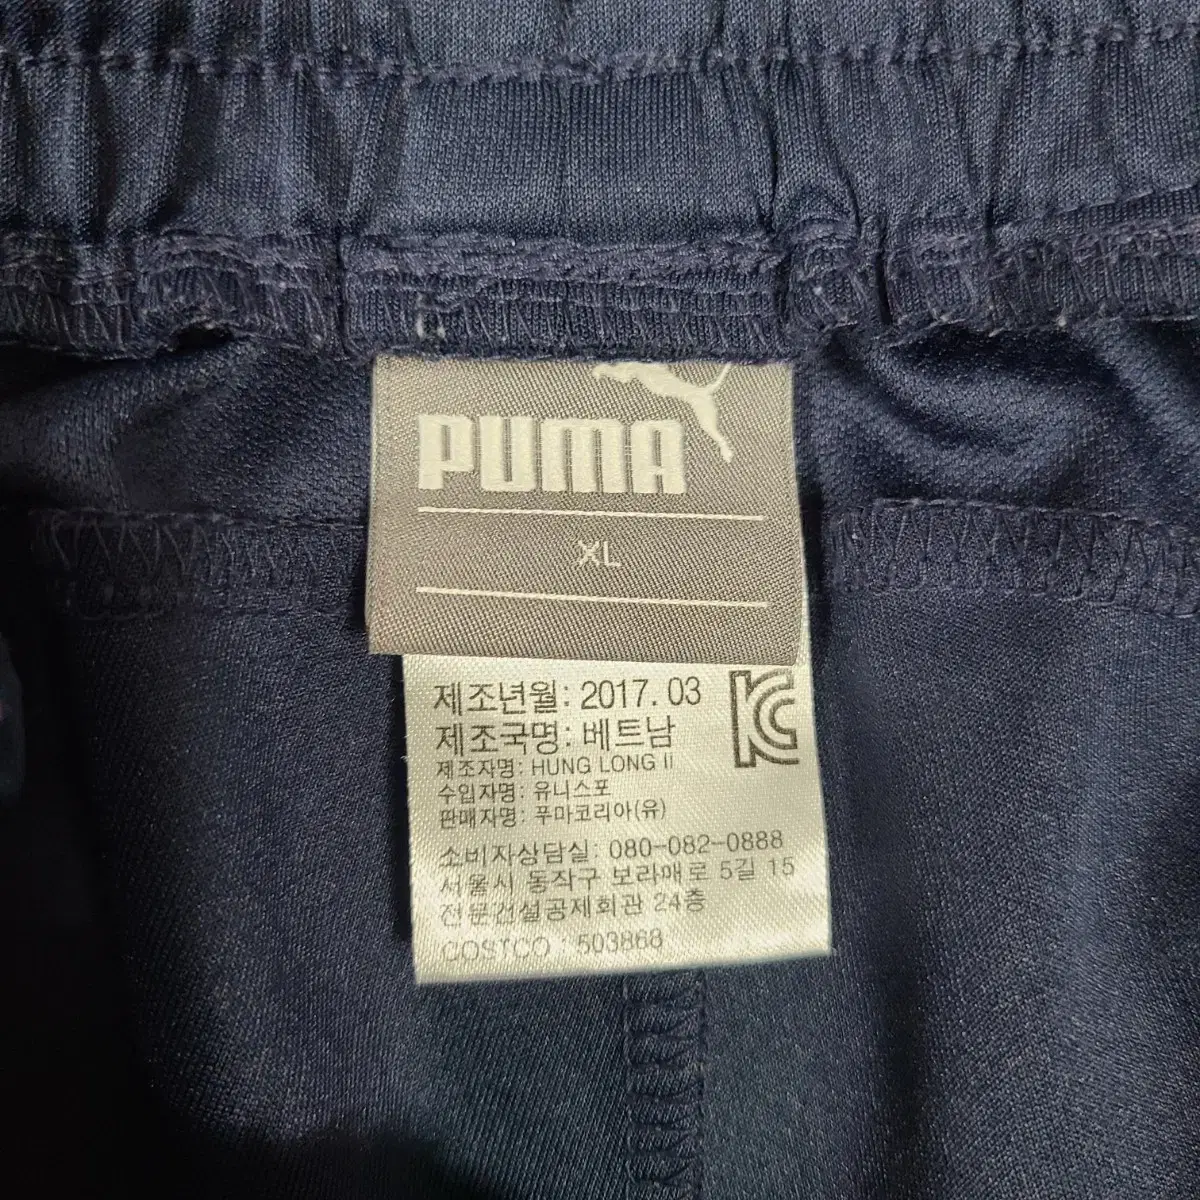 PUMA
XL
제조년월: 2017. 03
제조국명: 베트남
제조자명: HUNG LONG II
수입자명: 유니스포
판매자명: 푸마코리아(유)
소비자상담실: 080-082-0888
서울시 동작구 보라매로 5길 15
전문건설공제회관 24층
COSTCO : 503868